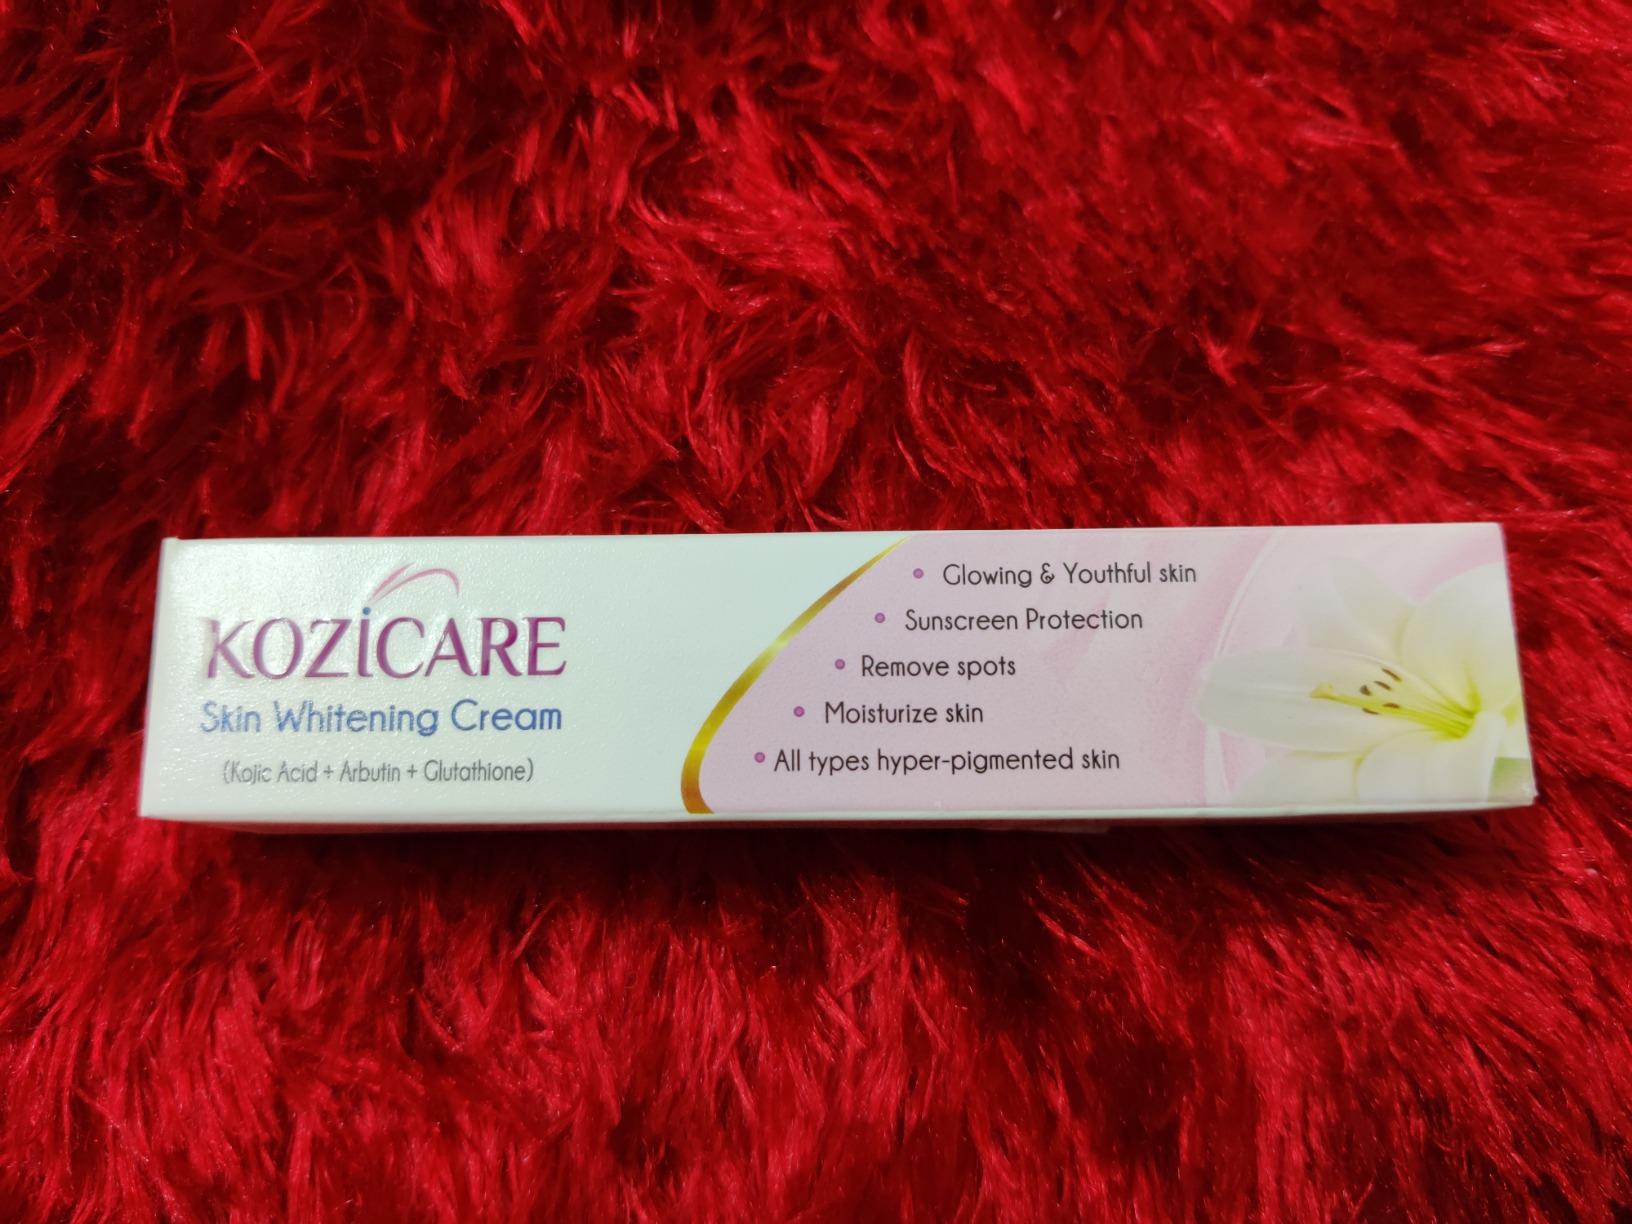 KOZiCARE
Skin Whitening Cream
(Kojic Acid + Arbutin + Glutathione)
• Glowing & Youthful skin
• Sunscreen Protection
• Remove spots
• Moisturize skin
• All types hyper-pigmented skin